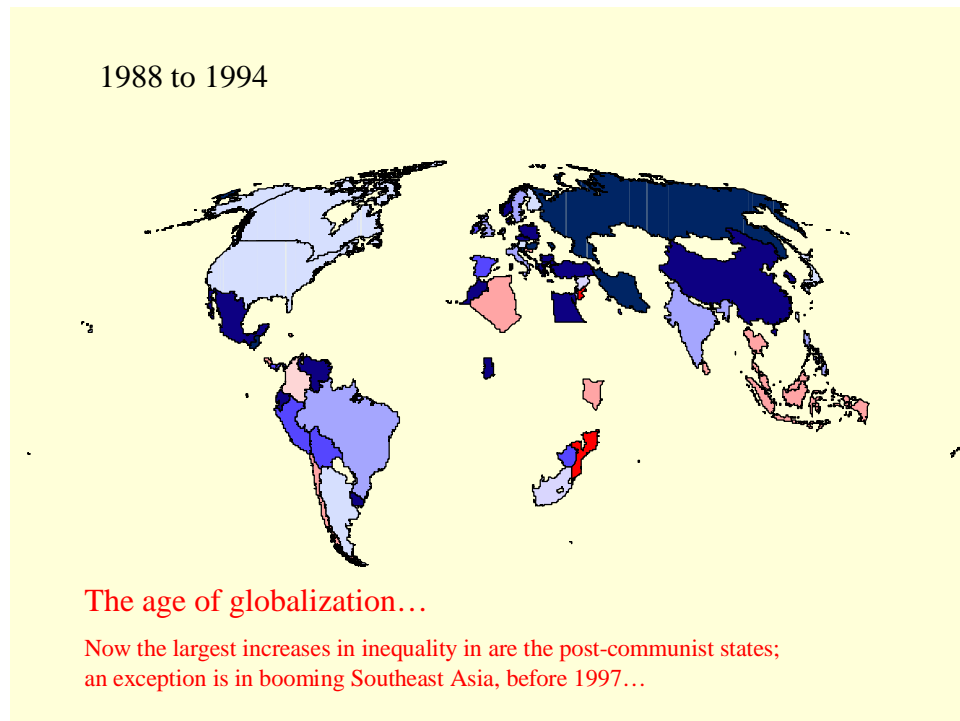 1988 to 1994
The age of globalization…
Now the largest increases in inequality in are the post-communist states;
an exception is in booming Southeast Asia, before 1997…